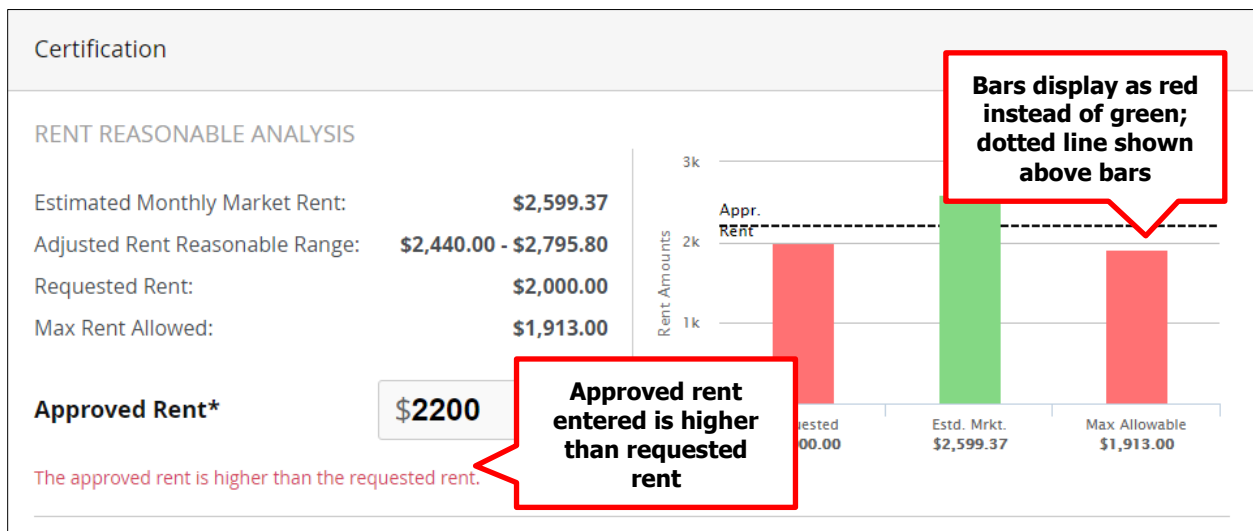 Certification
Bars display as red
instead of green;
dotted line shown
above bars
RENT REASONABLE ANALYSIS
Estimated Monthly Market Rent: $2,599.37
Adjusted Rent Reasonable Range: $2,440.00 - $2,795.80
Requested Rent: $2,000.00
Max Rent Allowed: $1,913.00
Approved Rent* $2200
The approved rent is higher than the requested rent.
Approved rent
entered is higher
than requested
rent
Rent Amounts
3k
2k
1k
Appr.
Rent
Estd. Mrkt.
$2,599.37
Max Allowable
$1,913.00